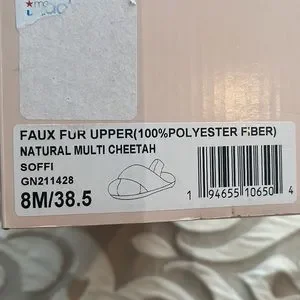 FAUX FUR UPPER(100%POLYESTER FIBER)
NATURAL MULTI CHEETAH
SOFFI
GN211428
8M/38.5
1 94655 10650 4